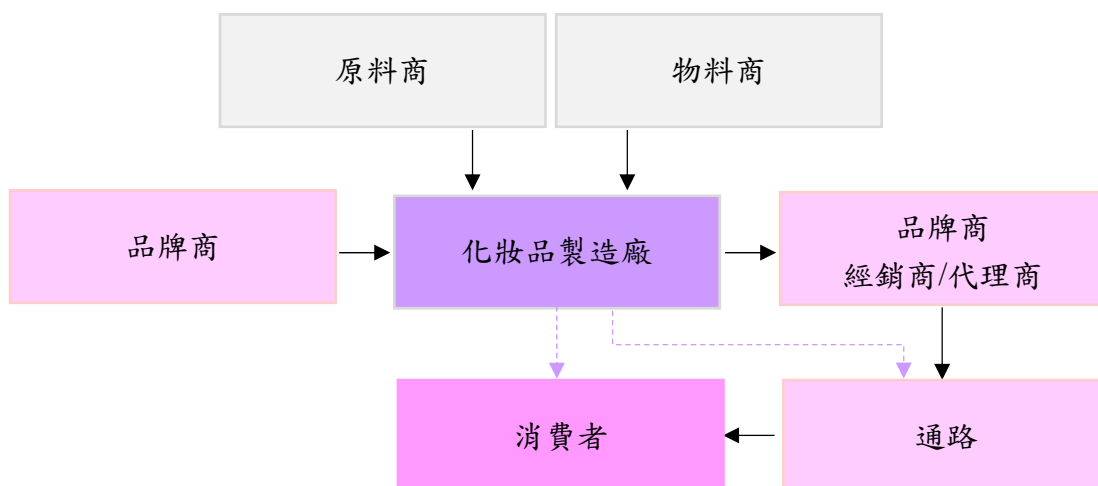 原料商
物料商
品牌商
化妝品製造廠
品牌商
經銷商/代理商
消費者
通路